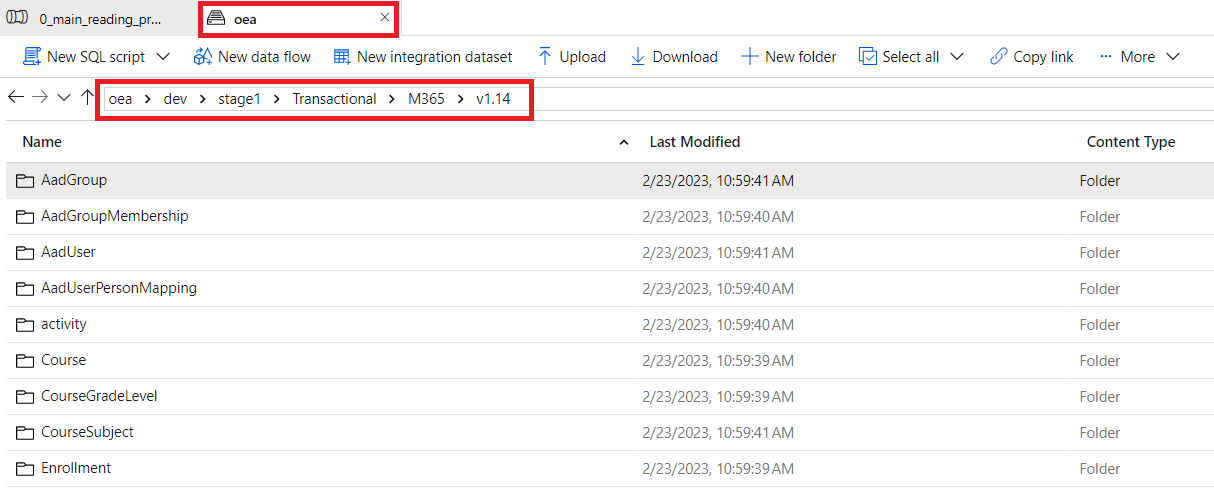 0_main_reading_pr... oea
New SQL script New data flow New integration dataset Upload Download New folder Select all Copy link More
oea dev stage1 Transactional M365 v1.14
Name Last Modified Content Type
AadGroup 2/23/2023, 10:59:41 AM Folder
AadGroupMembership 2/23/2023, 10:59:40 AM Folder
AadUser 2/23/2023, 10:59:41 AM Folder
AadUserPersonMapping 2/23/2023, 10:59:40 AM Folder
activity 2/23/2023, 10:59:40 AM Folder
Course 2/23/2023, 10:59:39 AM Folder
CourseGradeLevel 2/23/2023, 10:59:39 AM Folder
CourseSubject 2/23/2023, 10:59:41 AM Folder
Enrollment 2/23/2023, 10:59:39 AM Folder